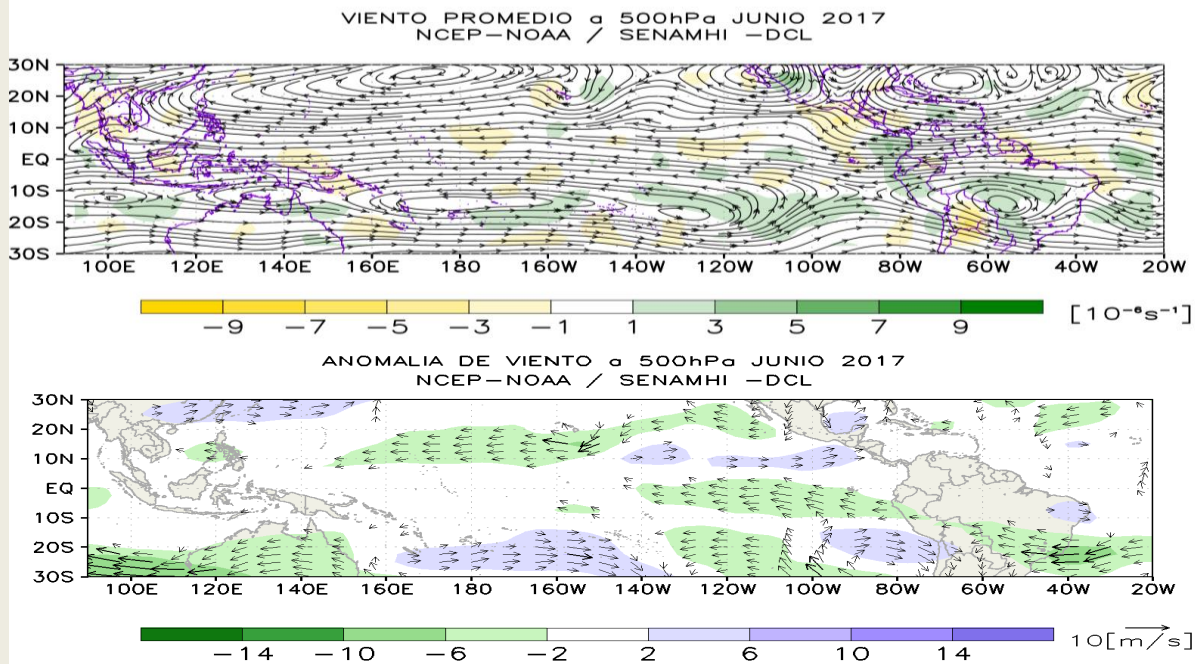 VIENTO PROMEDIO a 500hPa JUNIO 2017
NCEP-NOAA / SENAMHI -DCL
30N
20N
10N
EQ
10S
20S
30S
100E 120E 140E 160E 180 160W 140W 120W 100W 80W 60W 40W 20W
-9 -7 -5 -3 -1 1 3 5 7 9 [10⁻⁶s⁻¹]
ANOMALIA DE VIENTO a 500hPa JUNIO 2017
NCEP-NOAA / SENAMHI -DCL
30N
20N
10N
EQ
10S
20S
30S
100E 120E 140E 160E 180 160W 140W 120W 100W 80W 60W 40W 20W
-14 -10 -6 -2 2 6 10 14 10[m/s]